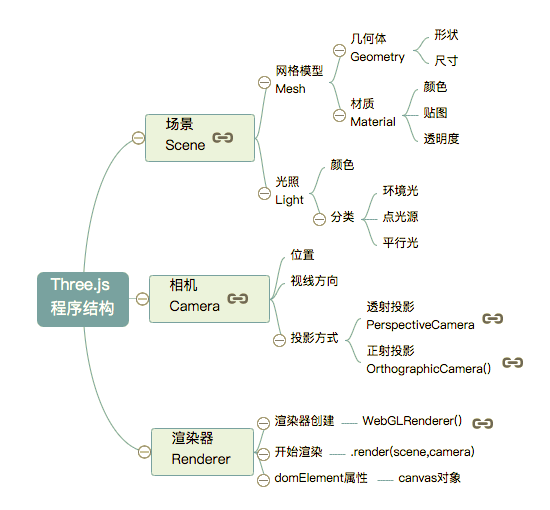 Three.js
程序结构
场景
Scene
网格模型
Mesh
几何体
Geometry
形状
尺寸
材质
Material
颜色
贴图
透明度
光照
Light
颜色
分类
环境光
点光源
平行光
相机
Camera
位置
视线方向
投影方式
透射投影
PerspectiveCamera
正射投影
OrthographicCamera()
渲染器
Renderer
渲染器创建
WebGLRenderer()
开始渲染
.render(scene,camera)
domElement属性
canvas对象